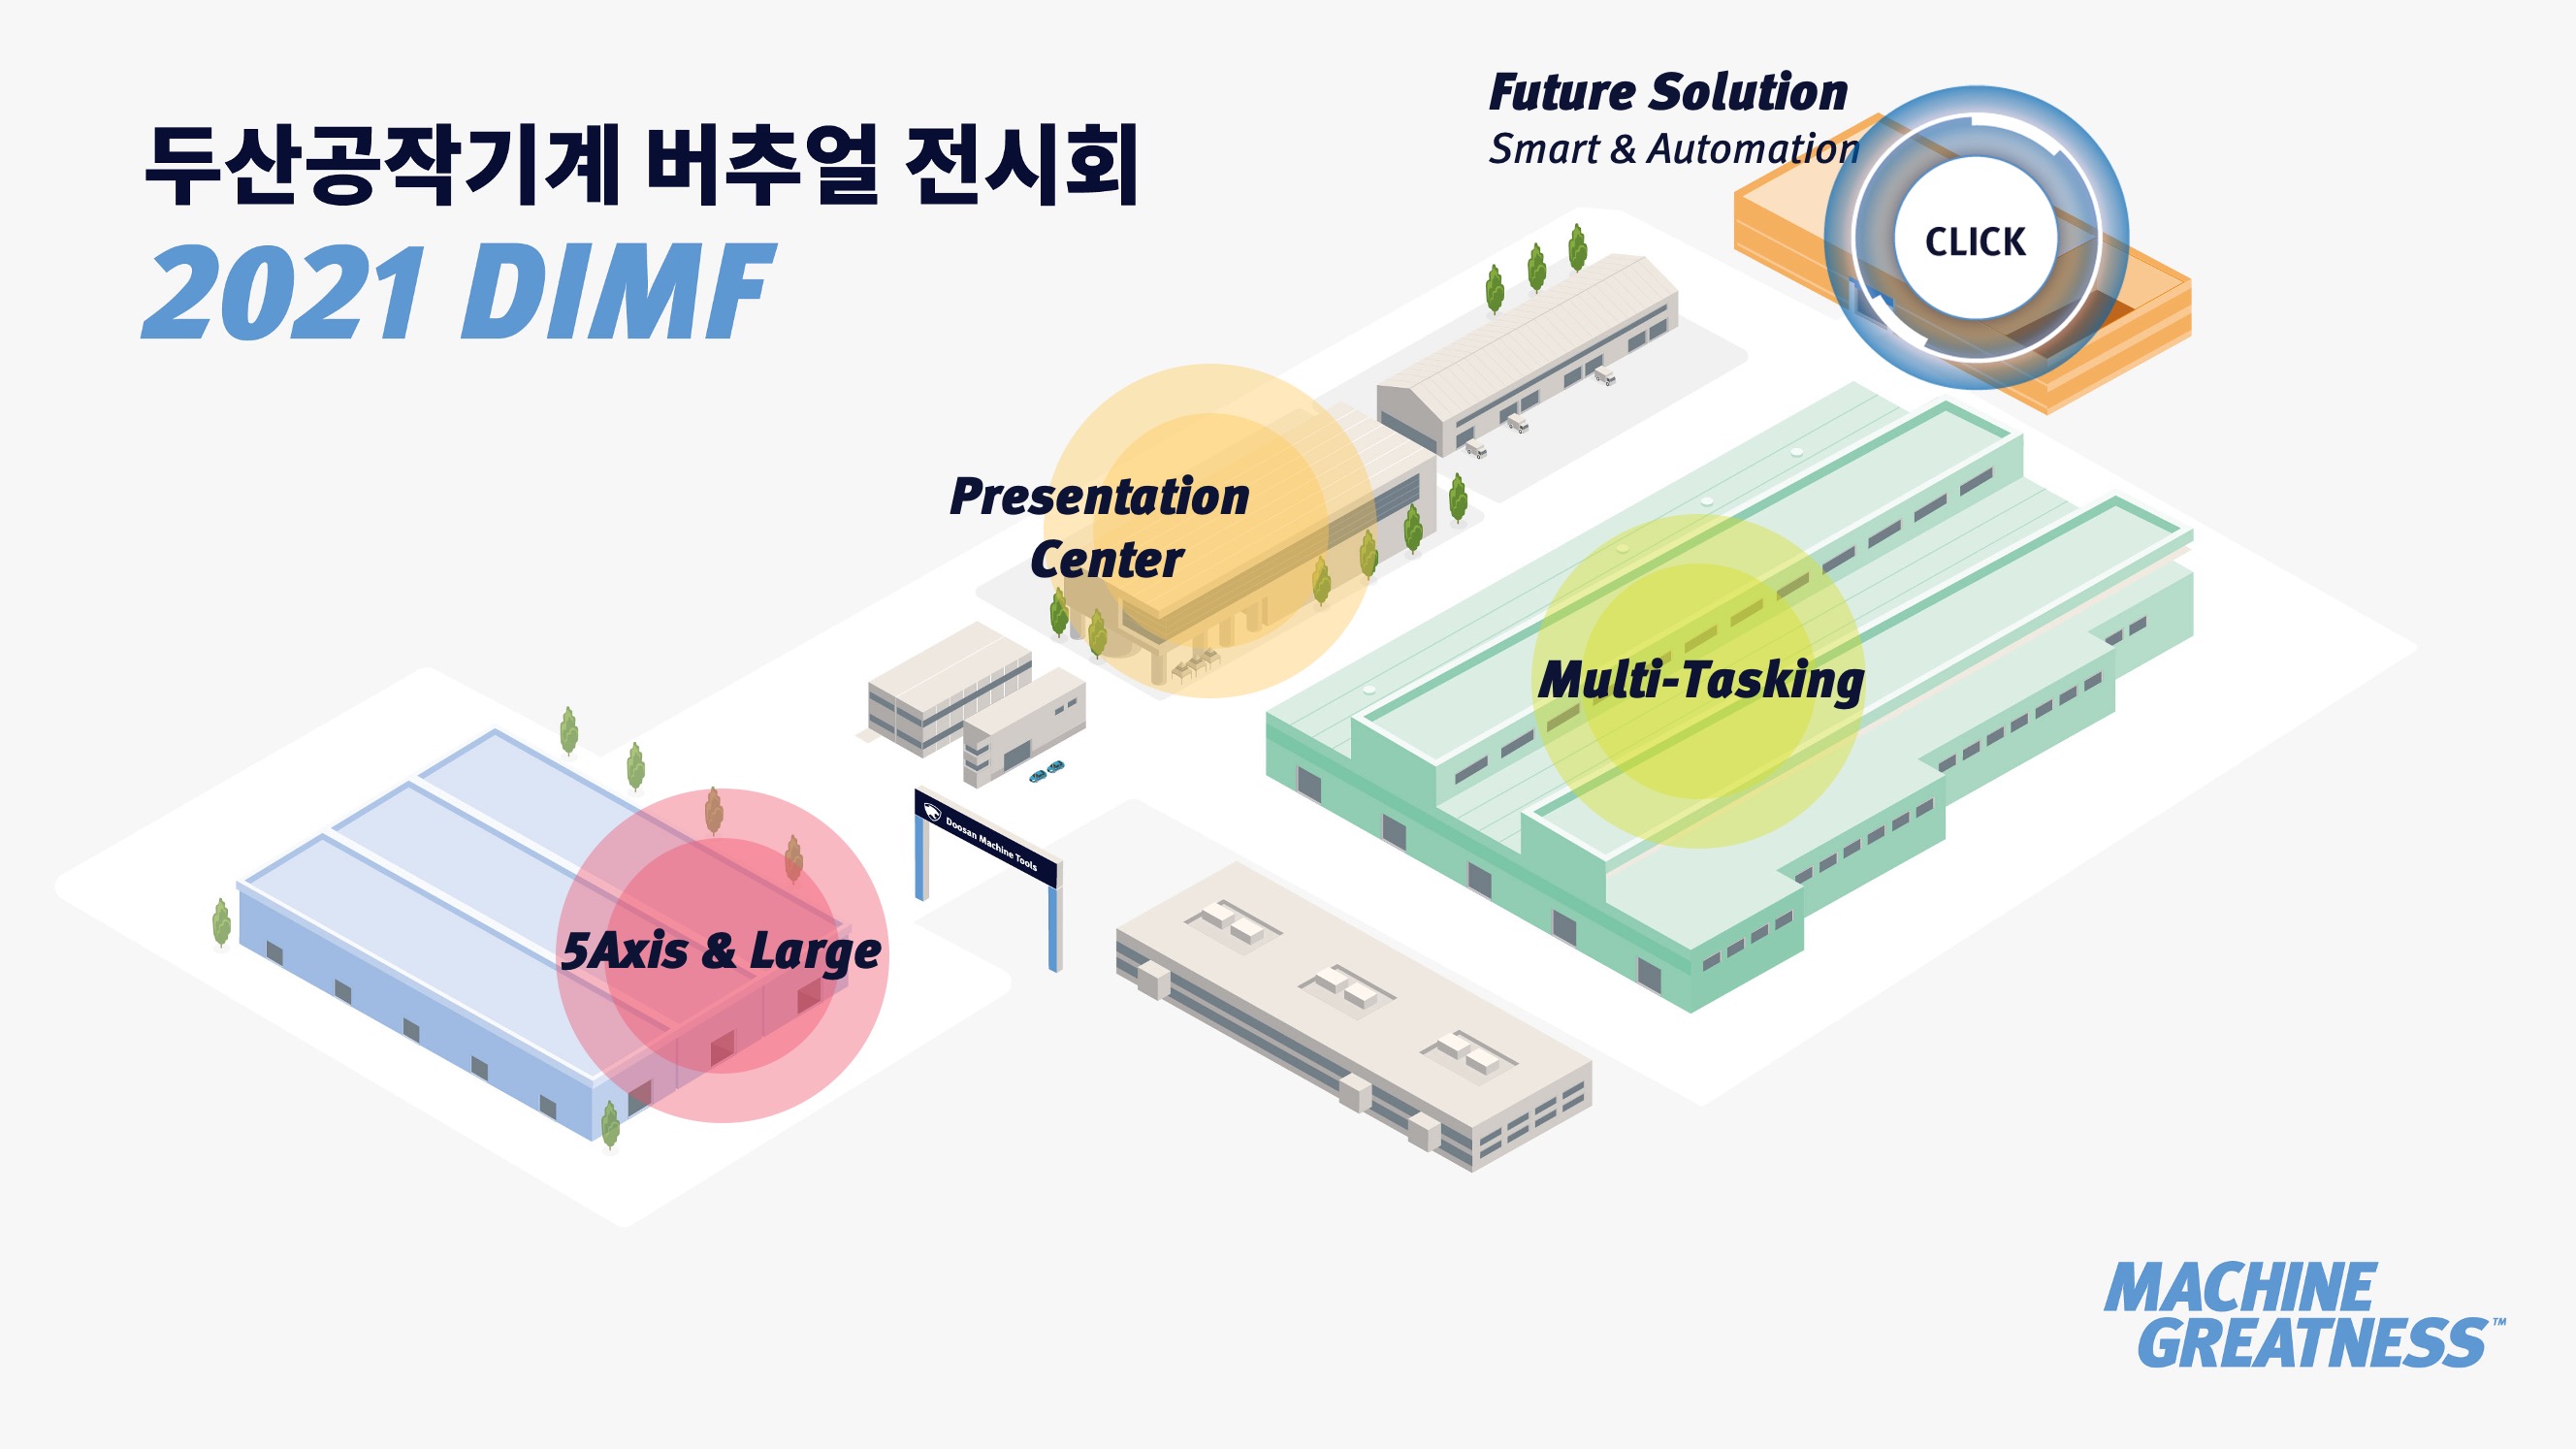 두산공작기계 버추얼 전시회
2021 DIMF
Future Solution
Smart & Automation
CLICK
Presentation
Center
Multi-Tasking
Doosan Machine Tools
5Axis & Large
MACHINE
GREATNESS™